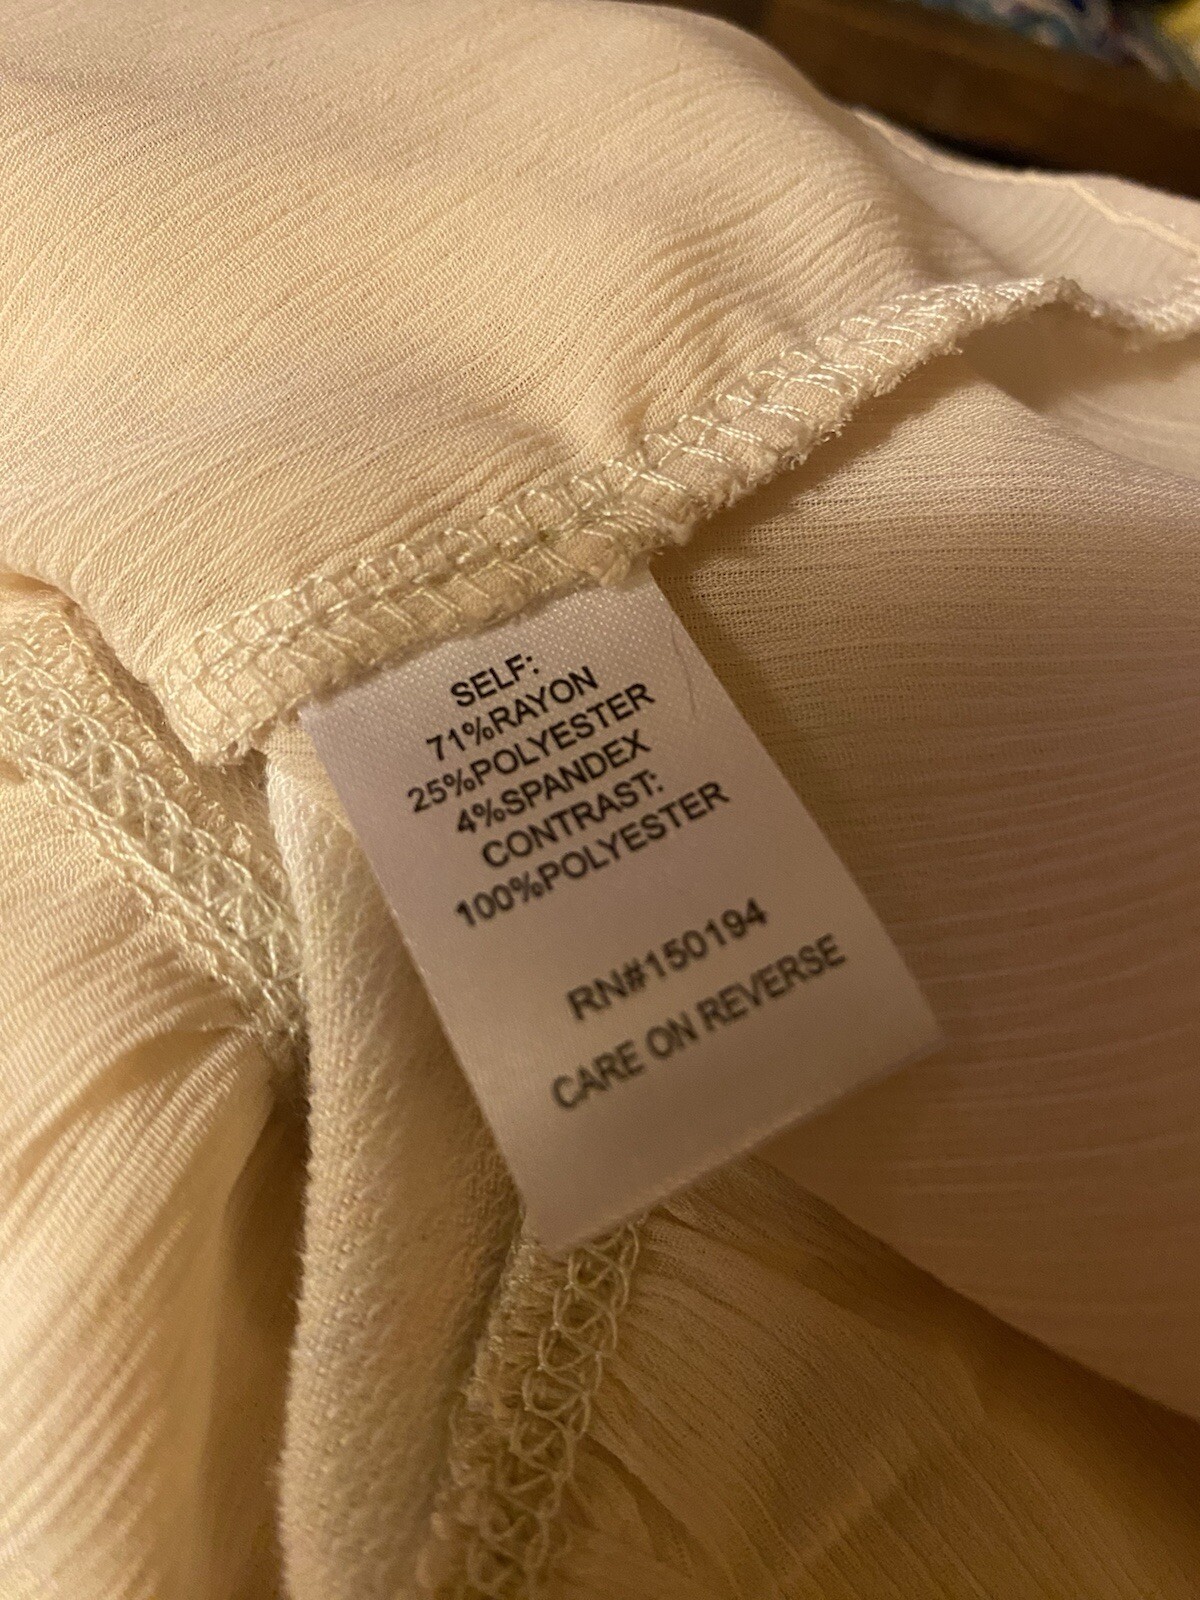 SELF:
71%RAYON
25%POLYESTER
4%SPANDEX
CONTRAST:
100%POLYESTER
RN#150194
CARE ON REVERSE